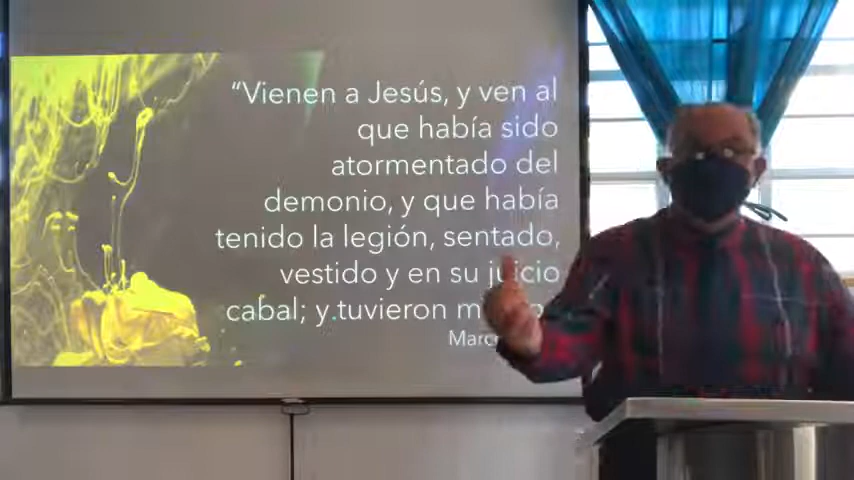 “Vienen a Jesús, y ven al
que había sido
atormentado del
demonio, y que había
tenido la legión, sentado,
vestido y en su juicio
cabal; y tuvieron